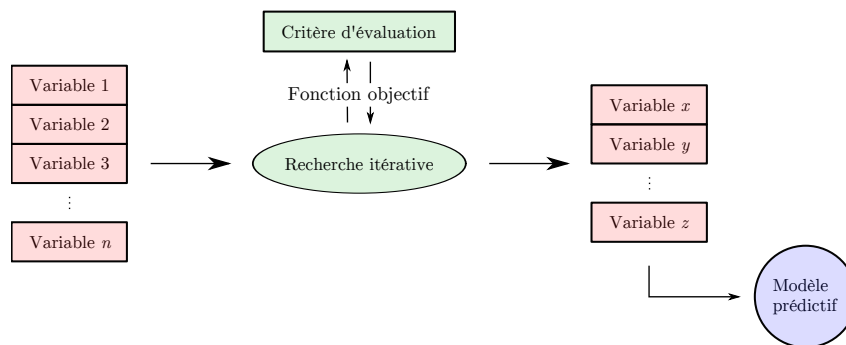 Critère d'évaluation
Fonction objectif
Recherche itérative
Variable 1
Variable 2
Variable 3
⋮
Variable n
Variable x
Variable y
⋮
Variable z
Modèle
prédictif